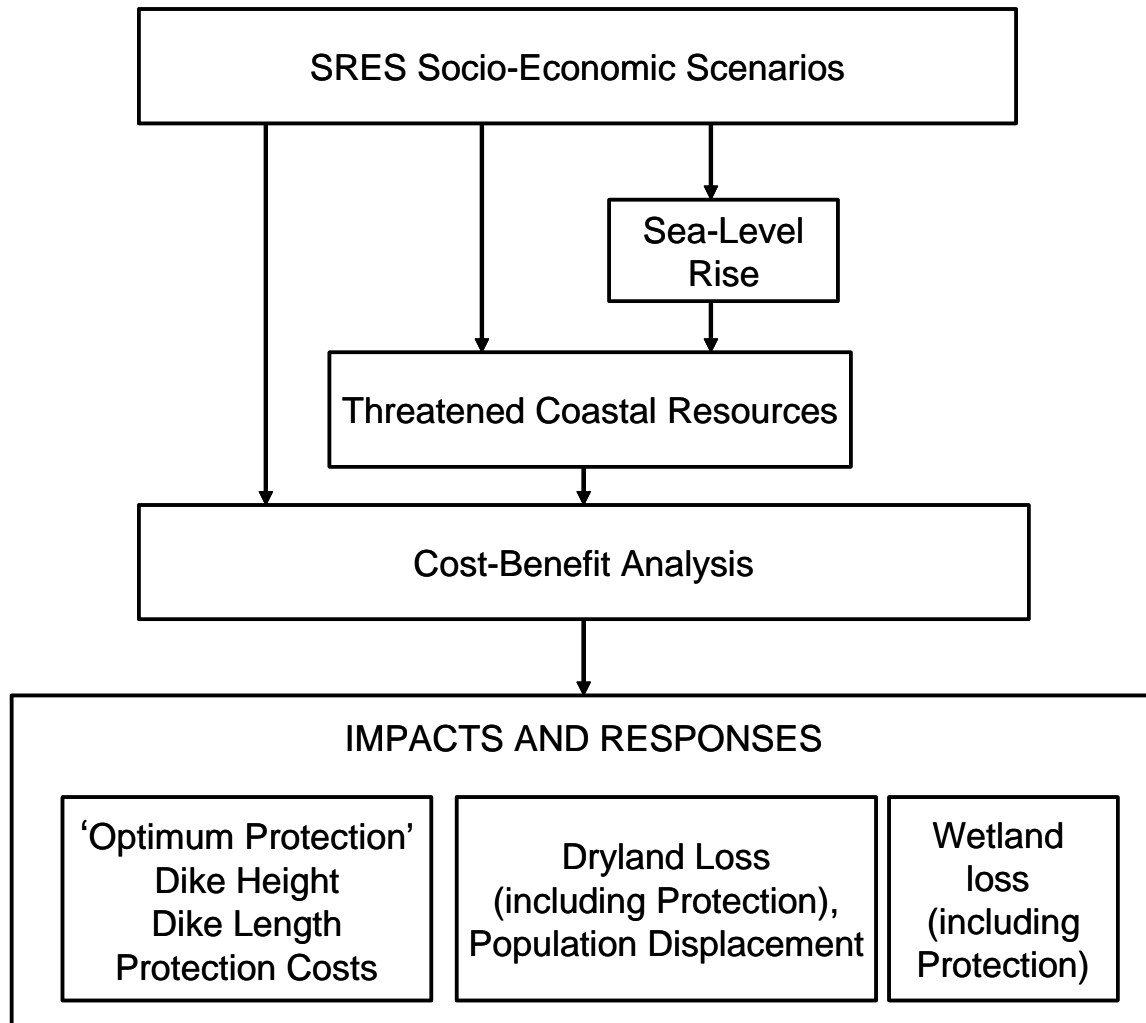 SRES Socio-Economic Scenarios
Sea-Level
Rise
Threatened Coastal Resources
Cost-Benefit Analysis
IMPACTS AND RESPONSES
‘Optimum Protection’
Dike Height
Dike Length
Protection Costs
Dryland Loss
(including Protection),
Population Displacement
Wetland
loss
(including
Protection)